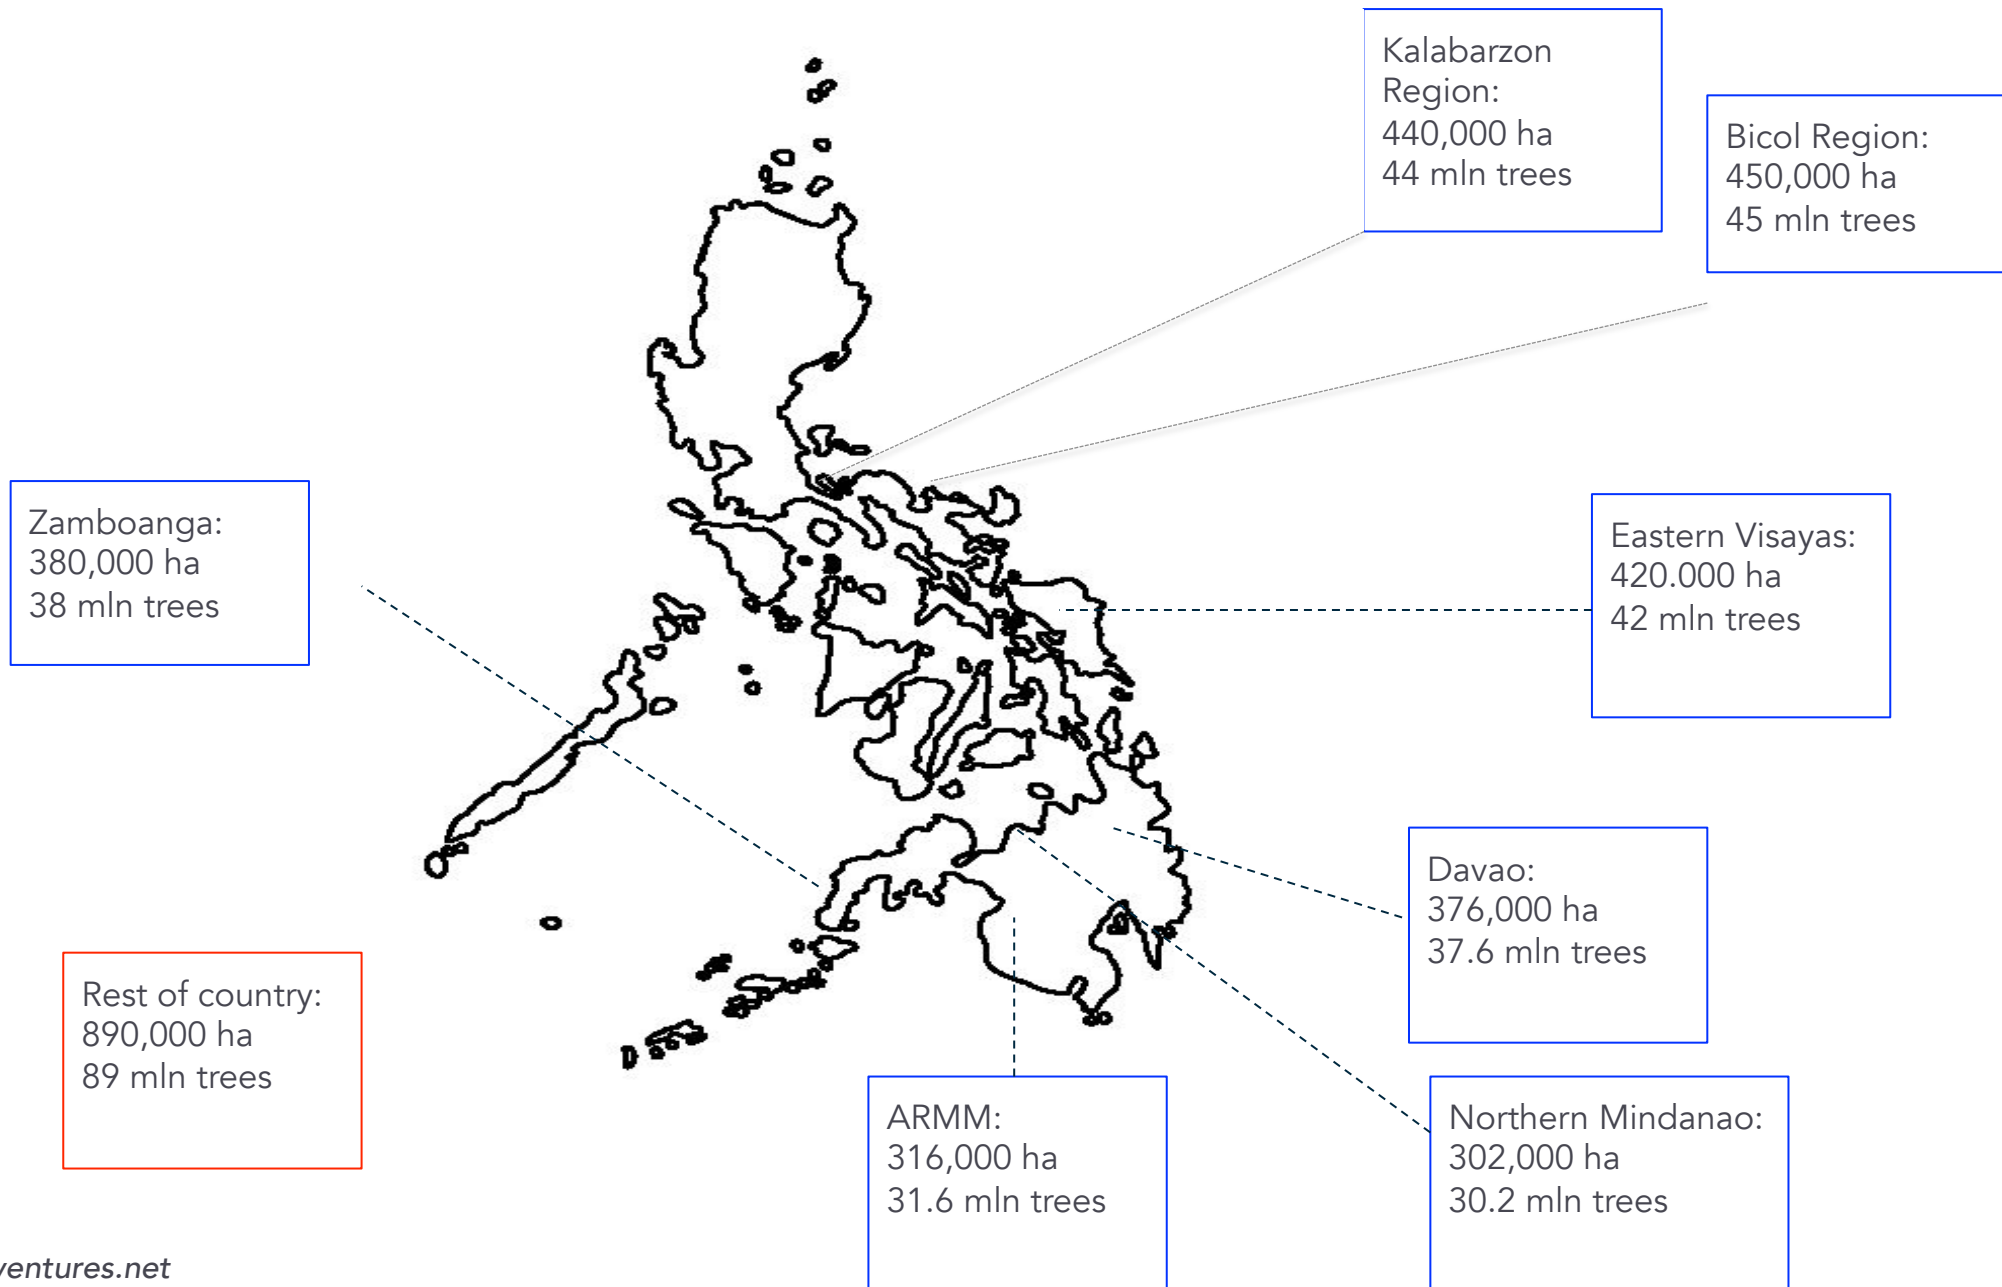 Kalabarzon
Region:
440,000 ha
44 mln trees
Bicol Region:
450,000 ha
45 mln trees
Zamboanga:
380,000 ha
38 mln trees
Eastern Visayas:
420.000 ha
42 mln trees
Davao:
376,000 ha
37.6 mln trees
Rest of country:
890,000 ha
89 mln trees
ARMM:
316,000 ha
31.6 mln trees
Northern Mindanao:
302,000 ha
30.2 mln trees
ventures.net